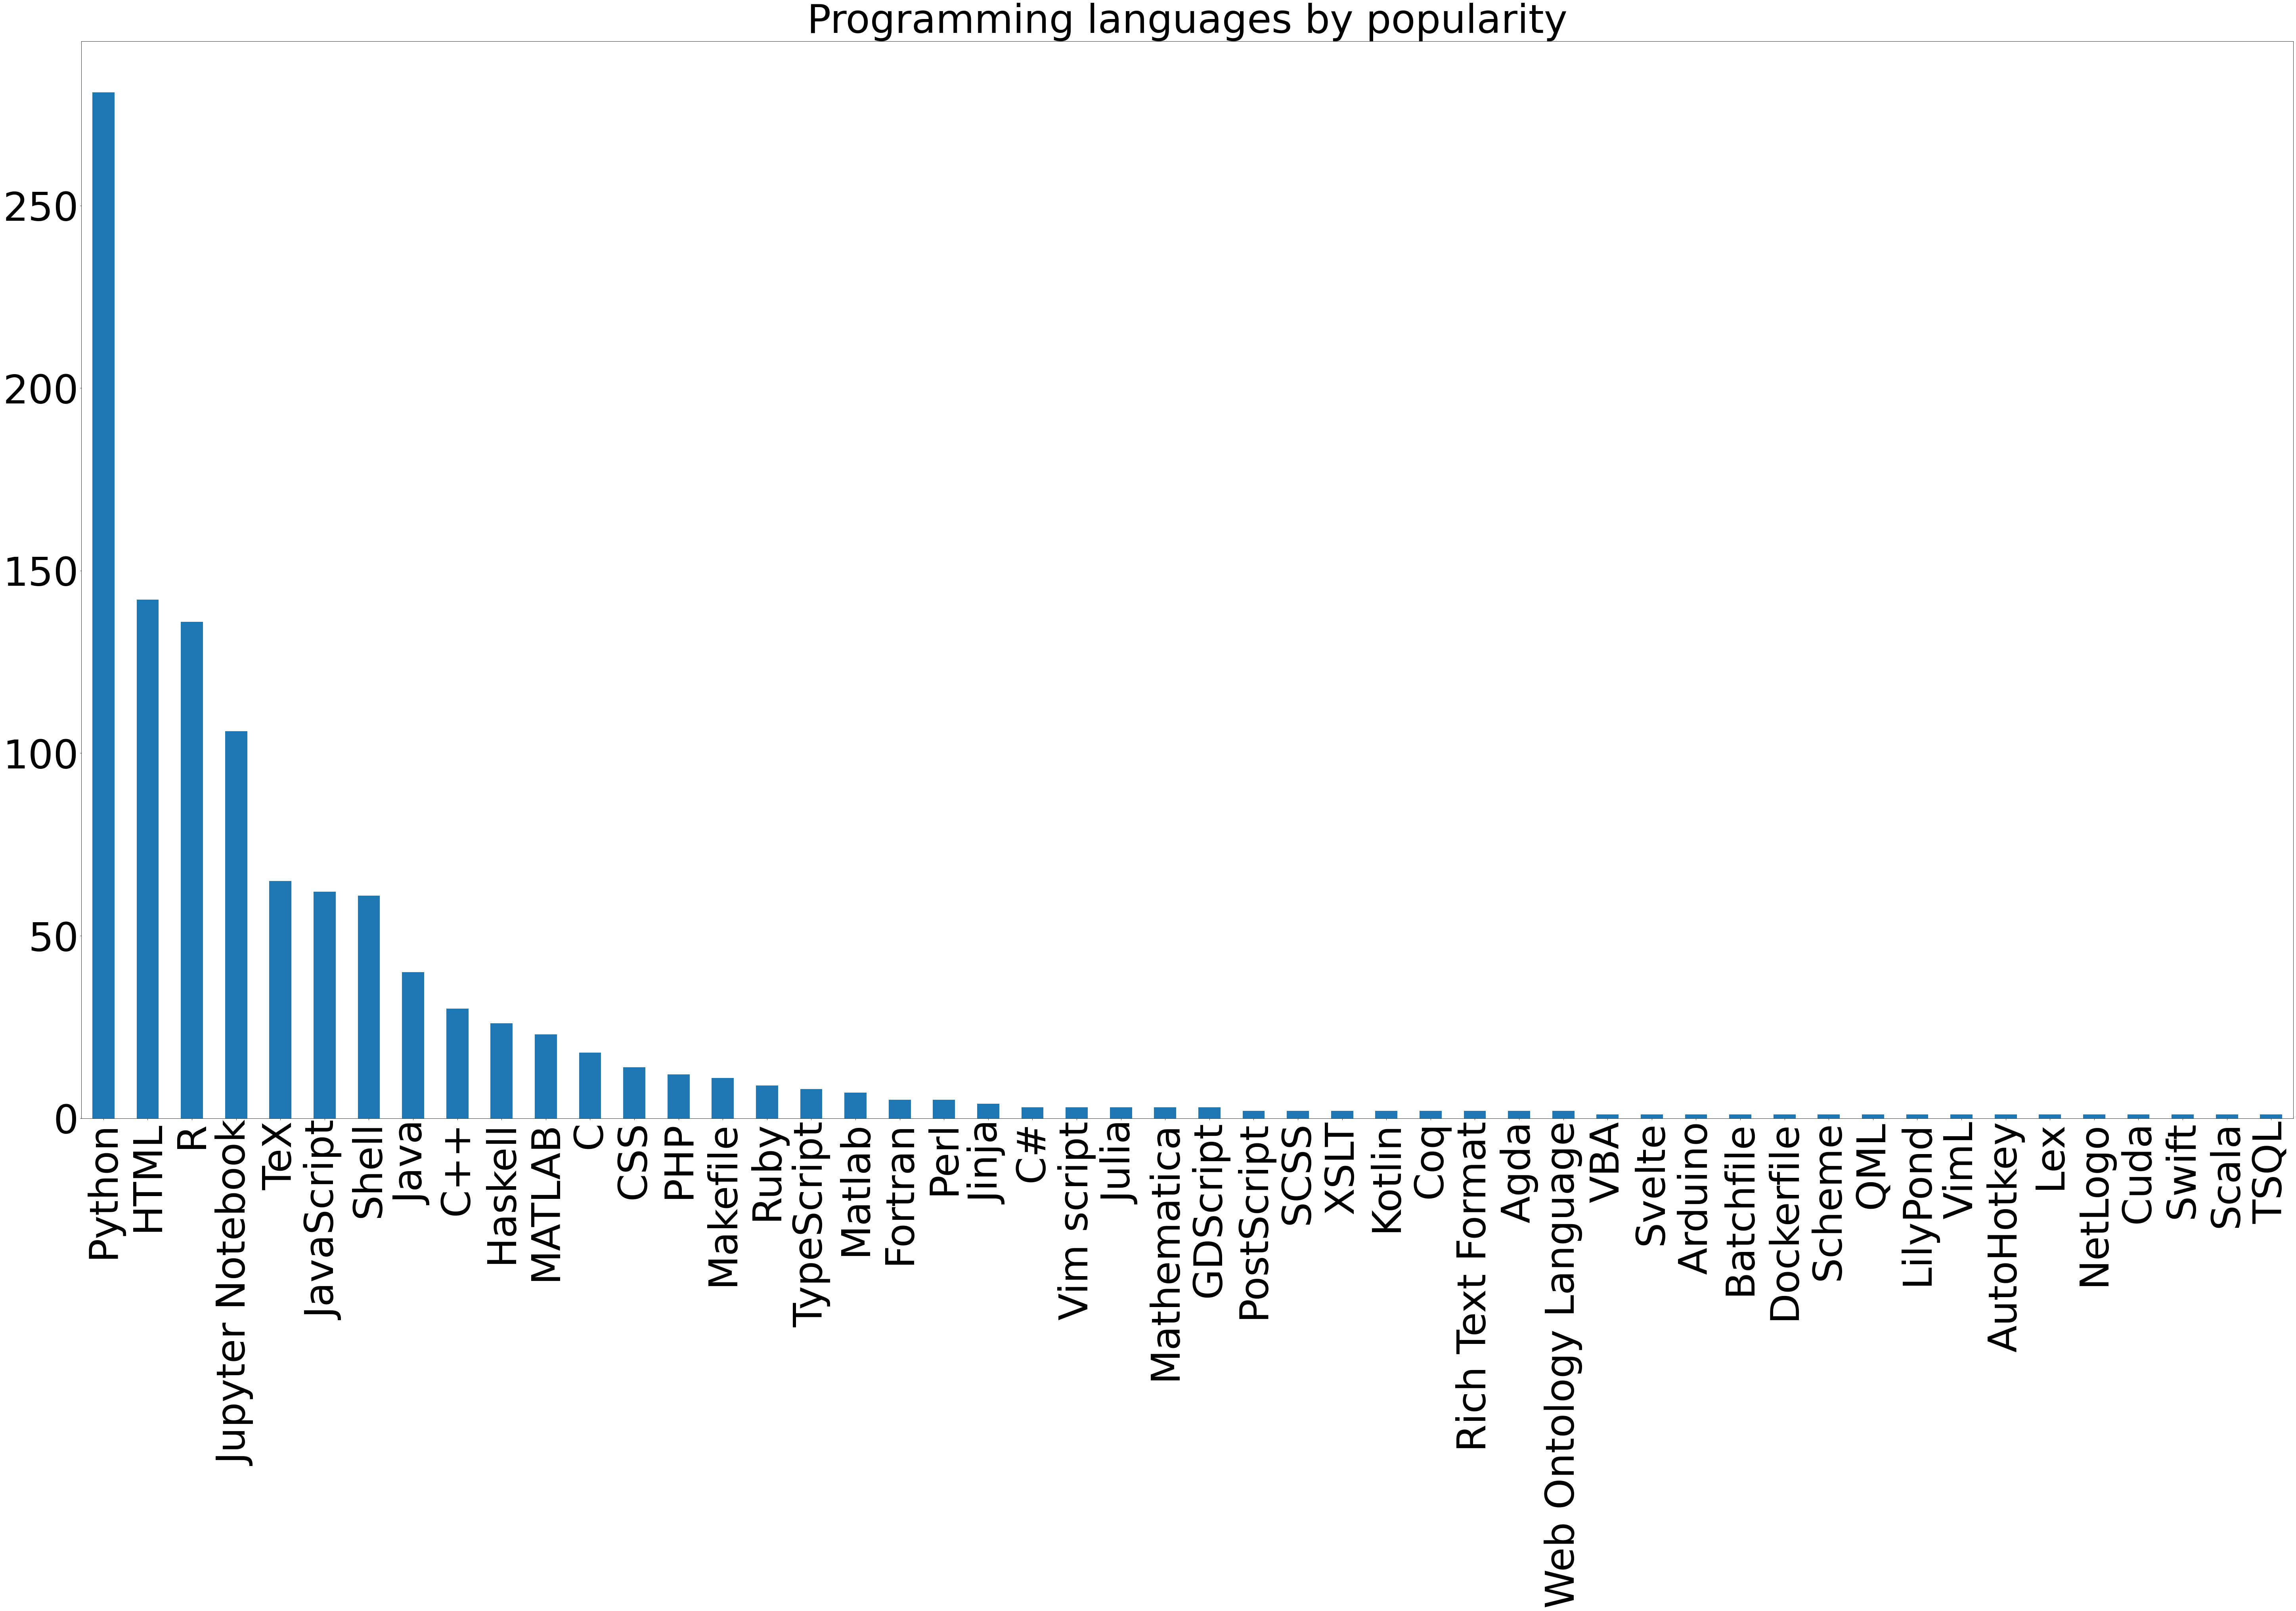 Programming languages by popularity
250
200
150
100
50
0
Python
HTML
R
Jupyter Notebook
TeX
JavaScript
Shell
Java
C++
Haskell
MATLAB
C
CSS
PHP
Makefile
Ruby
TypeScript
Matlab
Fortran
Perl
Jinja
C#
Vim script
Julia
Mathematica
GDScript
PostScript
SCSS
XSLT
Kotlin
Coq
Rich Text Format
Agda
Web Ontology Language
VBA
Svelte
Arduino
Batchfile
Dockerfile
Scheme
QML
LilyPond
VimL
AutoHotkey
Lex
NetLogo
Cuda
Swift
Scala
TSQL